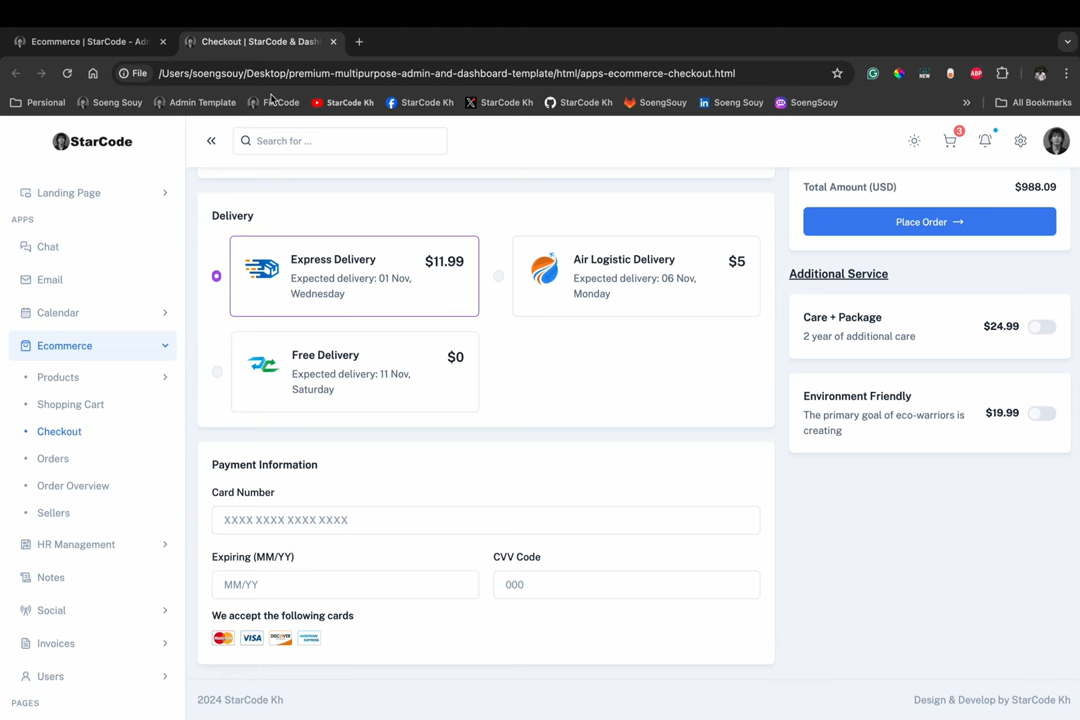 Ecommerce | StarCode - Adm
Checkout | StarCode & Dashb
File
/Users/soengsouy/Desktop/premium-multipurpose-admin-and-dashboard-template/html/apps-ecommerce-checkout.html
NEW
ABP
Persional
Soeng Souy
Admin Template
StarCode Kh
StarCode Kh
StarCode Kh
StarCode Kh
SoengSouy
Soeng Souy
SoengSouy
»
All Bookmarks
StarCode
Search for ...
3
Landing Page
APPS
Chat
Email
Calendar
Ecommerce
Products
Shopping Cart
Checkout
Orders
Order Overview
Sellers
HR Management
Notes
Social
Invoices
Users
PAGES
Delivery
Express Delivery
$11.99
Expected delivery: 01 Nov,
Wednesday
Air Logistic Delivery
$5
Expected delivery: 06 Nov,
Monday
Free Delivery
$0
Expected delivery: 11 Nov,
Saturday
Payment Information
Card Number
XXXX XXXX XXXX XXXX
Expiring (MM/YY)
CVV Code
MM/YY
000
We accept the following cards
VISA
DISCOVER
Total Amount (USD)
$988.09
Place Order →
Additional Service
Care + Package
2 year of additional care
$24.99
Environment Friendly
The primary goal of eco-warriors is
creating
$19.99
2024 StarCode Kh
Design & Develop by StarCode Kh